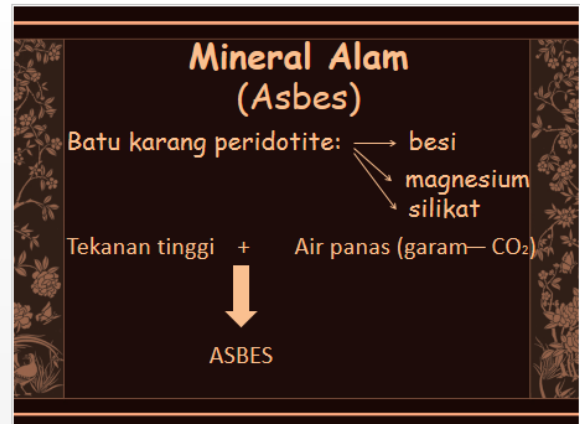 Mineral Alam
(Asbes)
Batu karang peridotite: besi
magnesium
silikat
Tekanan tinggi + Air panas (garam— CO₂)
ASBES